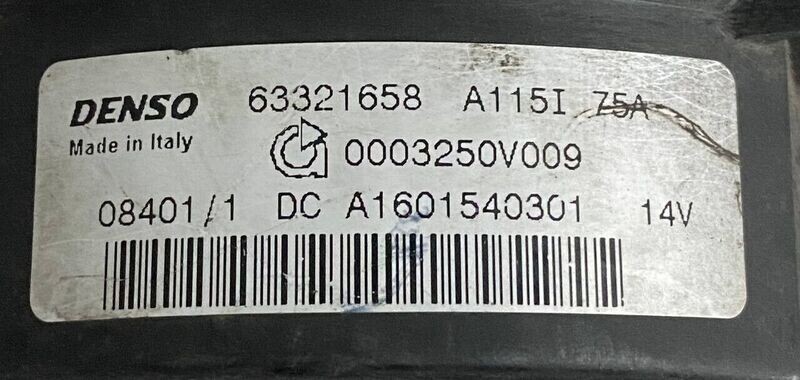 DENSO 63321658 A115I 75A
Made in Italy 0003250V009
08401/1 DC A1601540301 14V